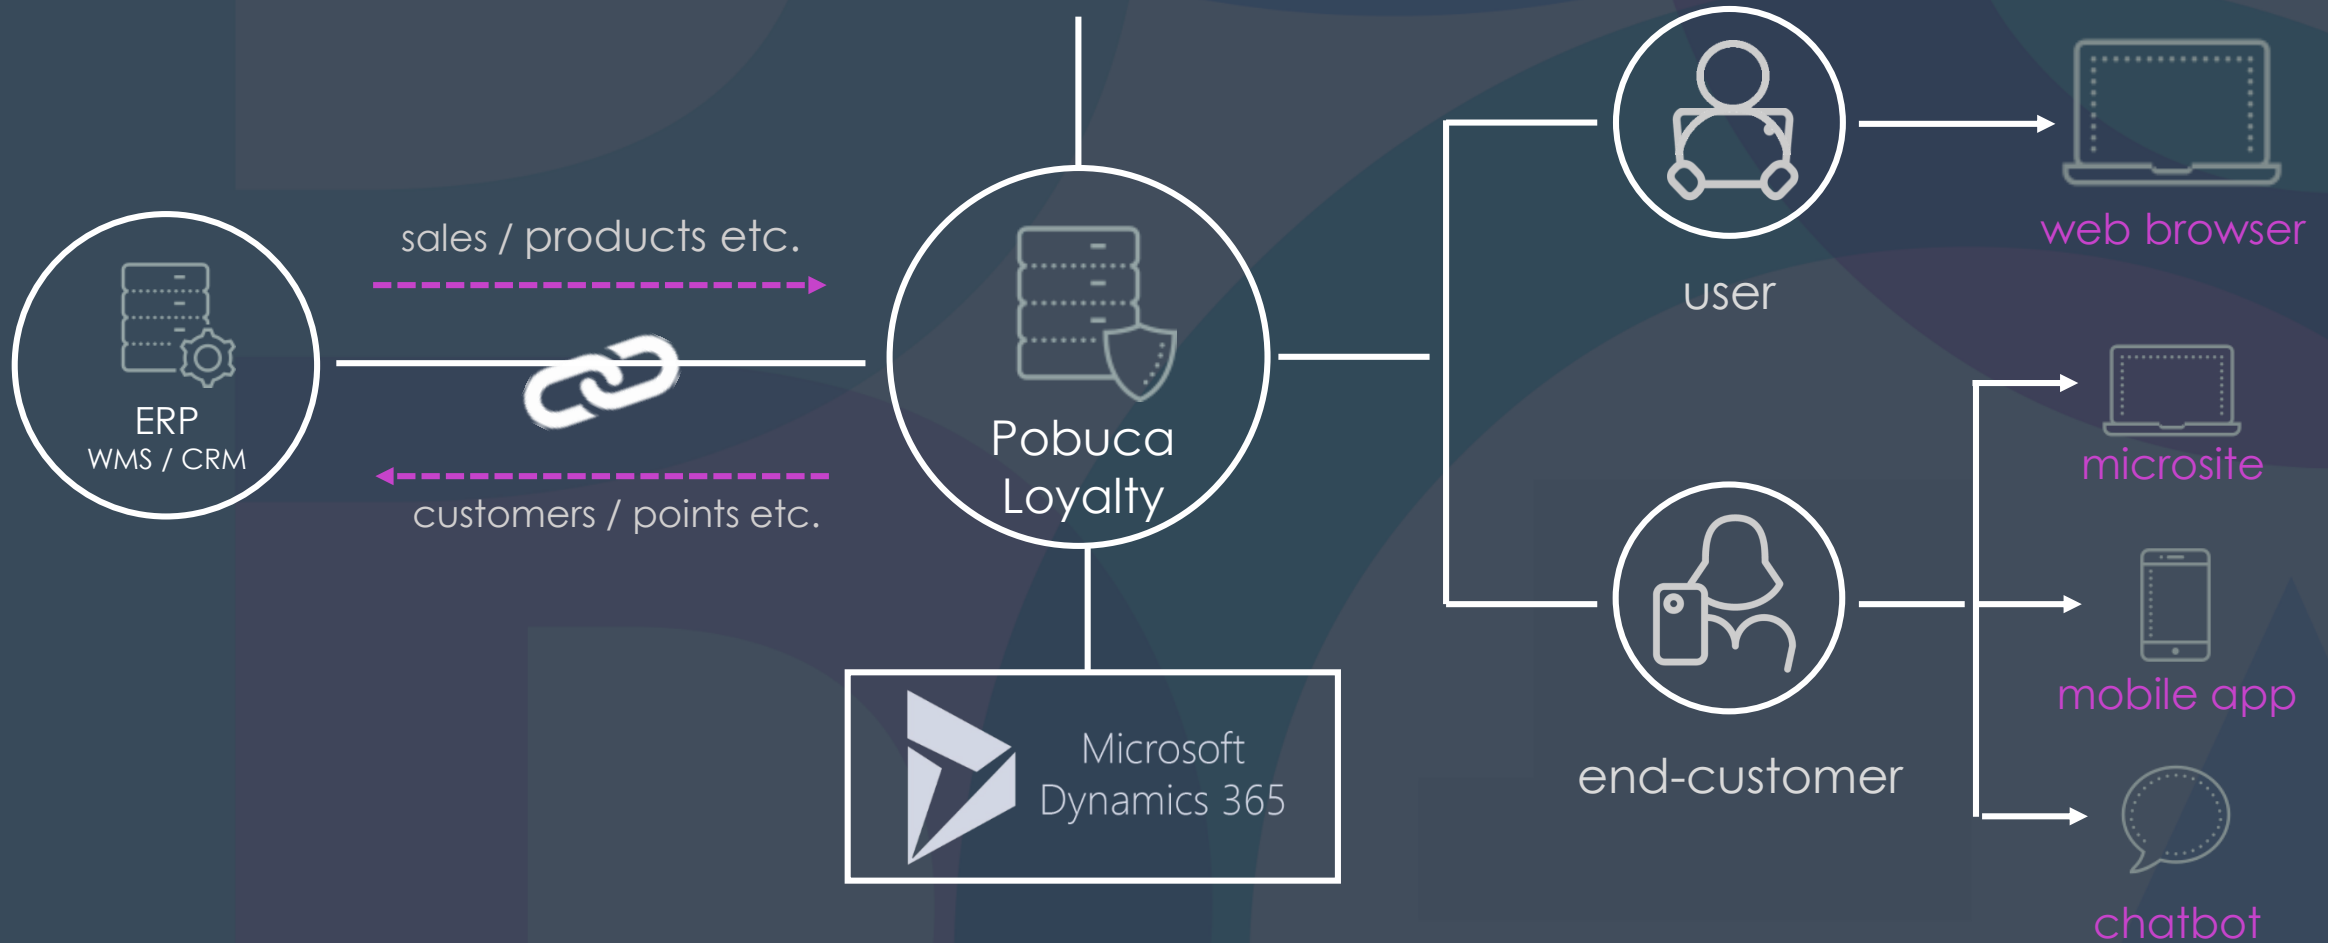 sales / products etc.
ERP
WMS / CRM
customers / points etc.
Pobuca
Loyalty
Microsoft
Dynamics 365
user
end-customer
web browser
microsite
mobile app
chatbot